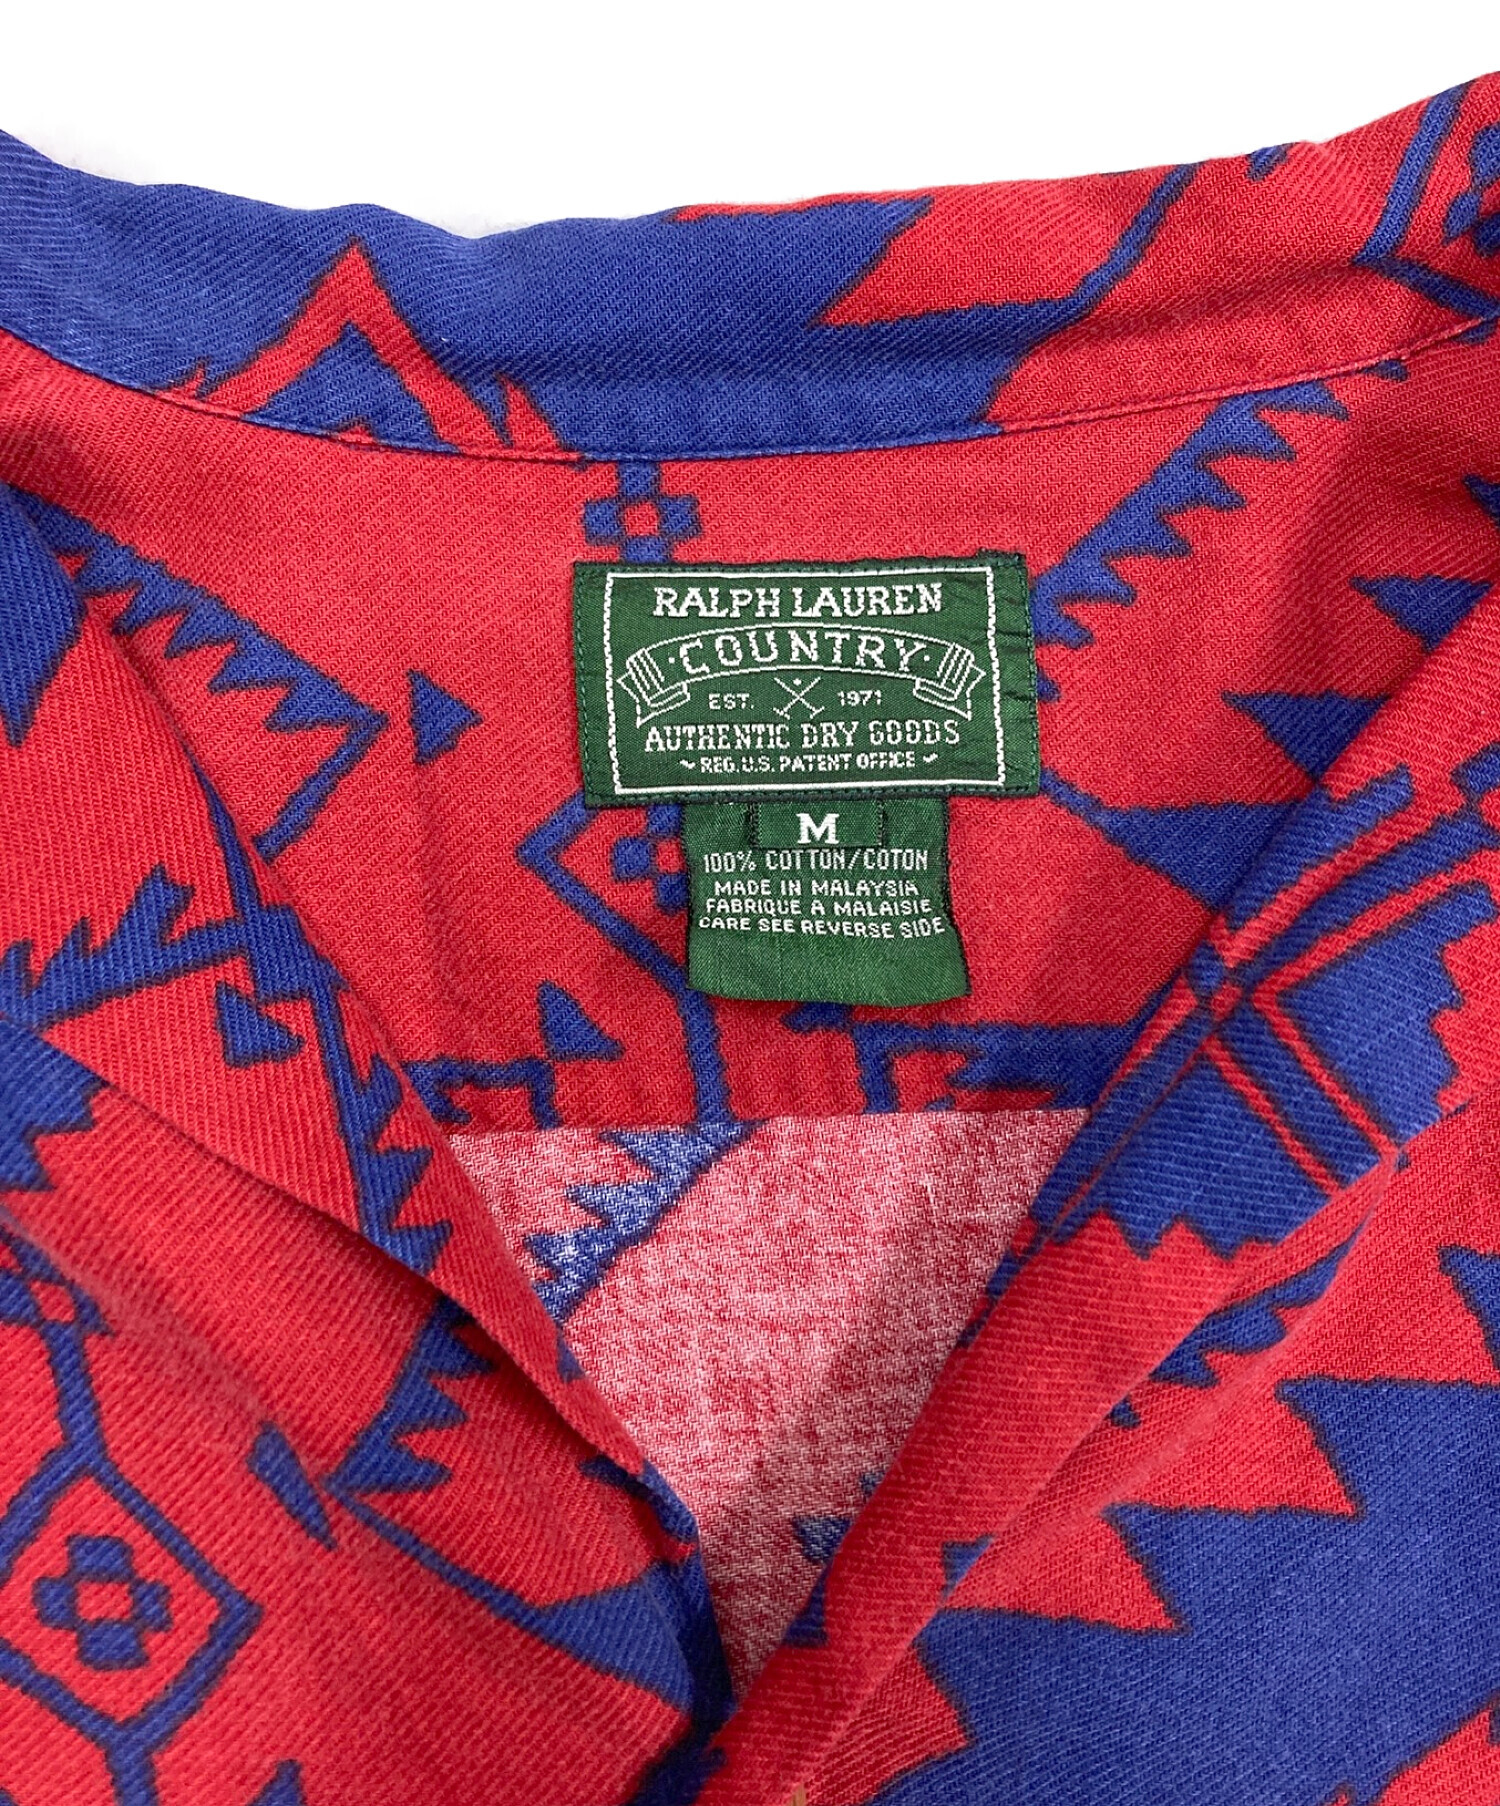 RALPH LAUREN
·COUNTRY·
EST. 1971
AUTHENTIC DRY GOODS
~ REG. U.S. PATENT OFFICE ~
M
100% COTTON/COTON
MADE IN MALAYSIA
FABRIQUE A MALAISIE
CARE SEE REVERSE SIDE